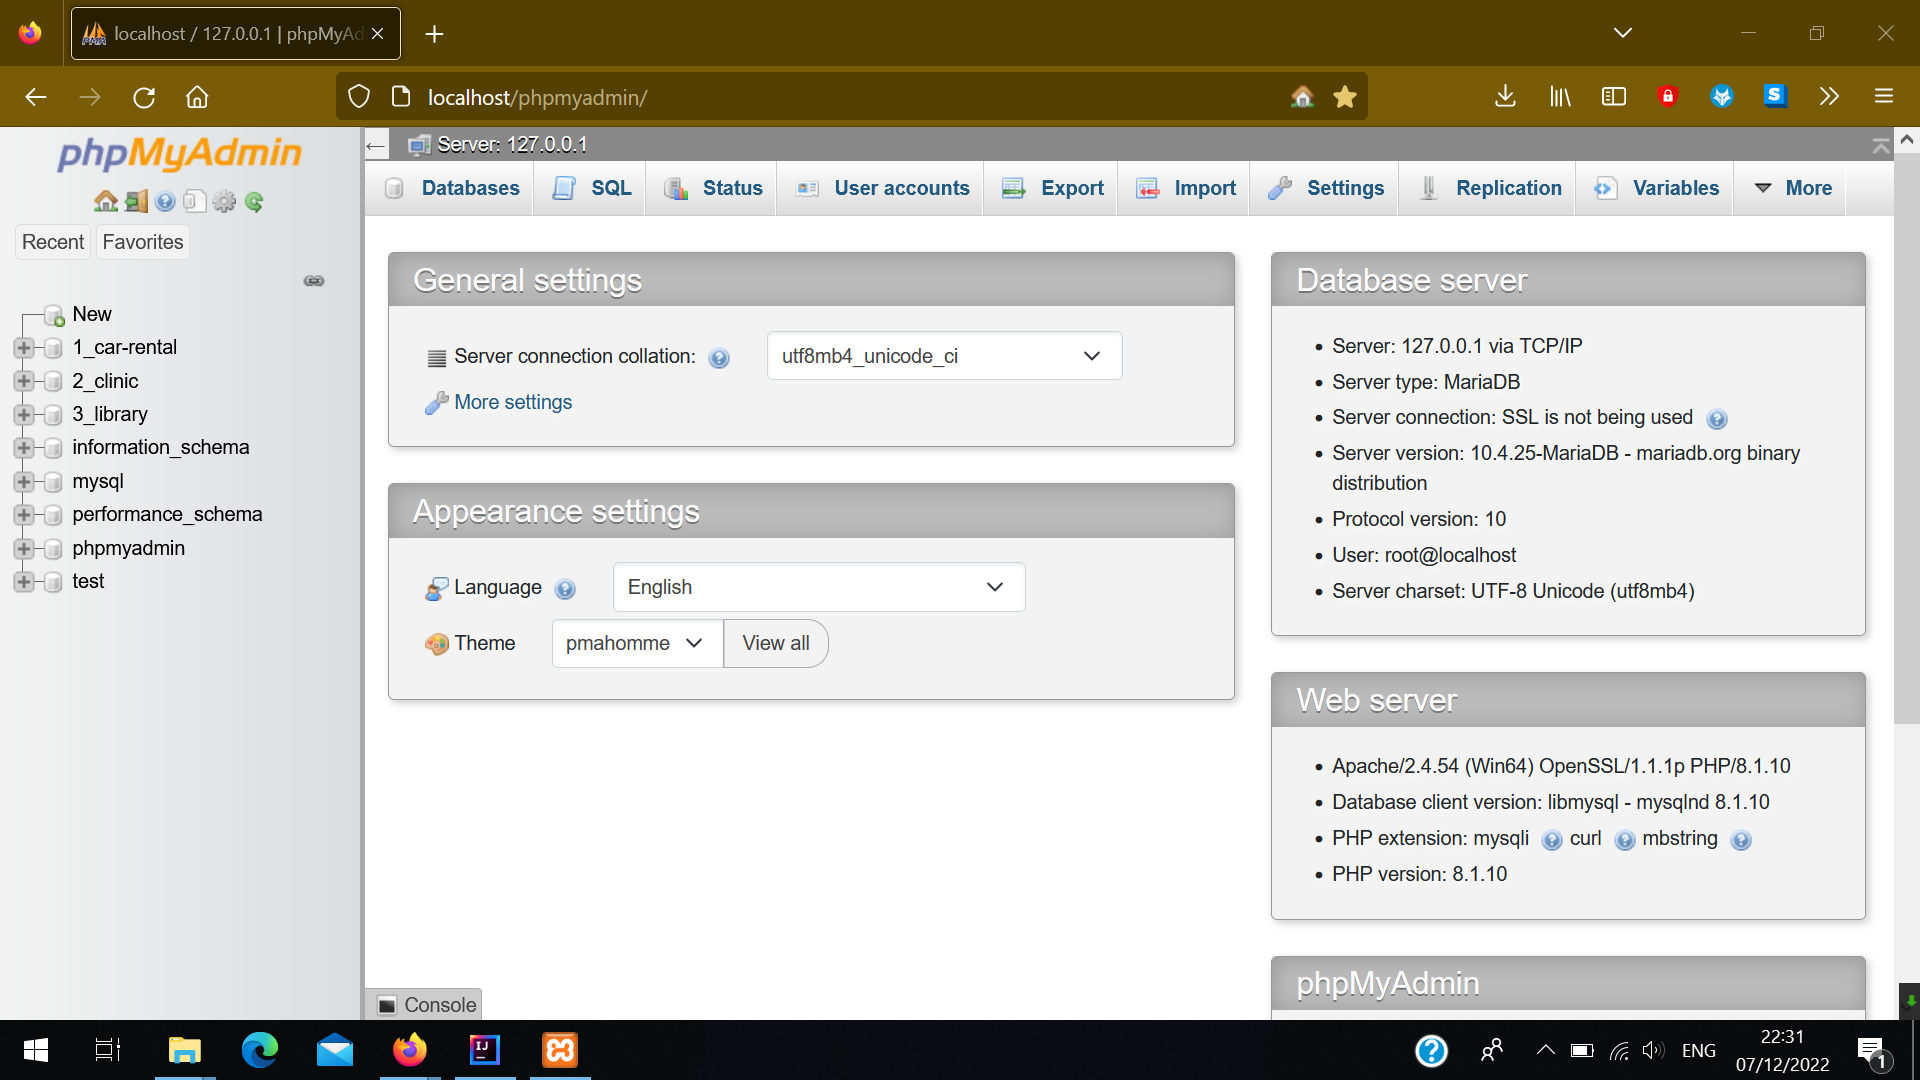 localhost / 127.0.0.1 | phpMyAd
localhost/phpmyadmin/
phpMyAdmin
Recent Favorites
New
1_car-rental
2_clinic
3_library
information_schema
mysql
performance_schema
phpmyadmin
test
Server: 127.0.0.1
Databases SQL Status User accounts Export Import Settings Replication Variables More
General settings
Server connection collation: utf8mb4_unicode_ci
More settings
Appearance settings
Language English
Theme pmahomme View all
Database server
Server: 127.0.0.1 via TCP/IP
Server type: MariaDB
Server connection: SSL is not being used
Server version: 10.4.25-MariaDB - mariadb.org binary
distribution
Protocol version: 10
User: root@localhost
Server charset: UTF-8 Unicode (utf8mb4)
Web server
Apache/2.4.54 (Win64) OpenSSL/1.1.1p PHP/8.1.10
Database client version: libmysql - mysqlnd 8.1.10
PHP extension: mysqli curl mbstring
PHP version: 8.1.10
phpMyAdmin
Console
ENG
22:31
07/12/2022
1